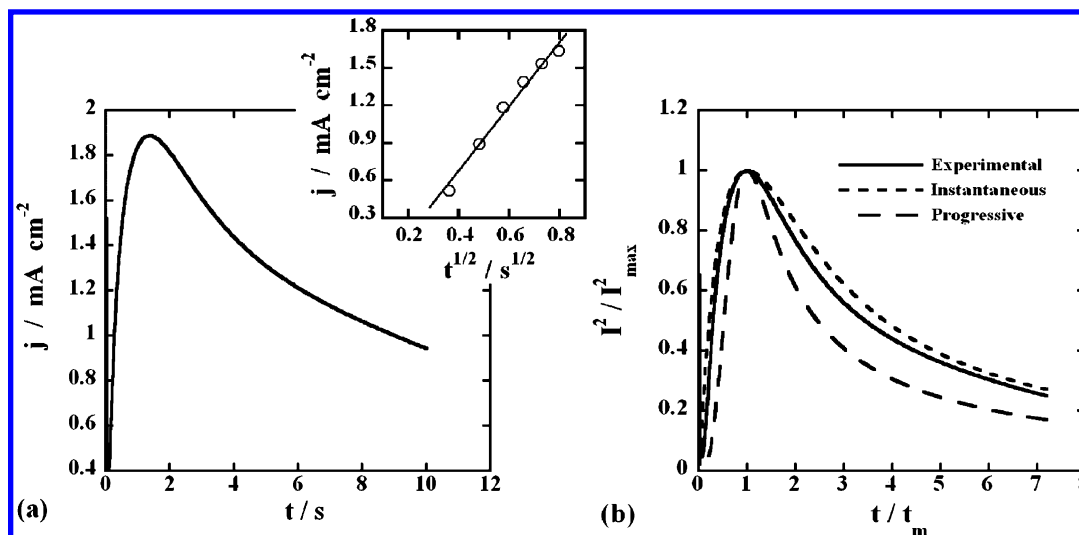 j / mA cm-2
2
1.8
1.6
1.4
1.2
1
0.8
0.6
0.4
0 2 4 6 8 10 12
t / s
(a)
j / mA cm-2
1.8
1.5
1.2
0.9
0.6
0.3
0.2 0.4 0.6 0.8
t1/2 / s1/2
I2 / I2max
1.2
1
0.8
0.6
0.4
0.2
0
Experimental
Instantaneous
Progressive
0 1 2 3 4 5 6 7 8
t / tm
(b)